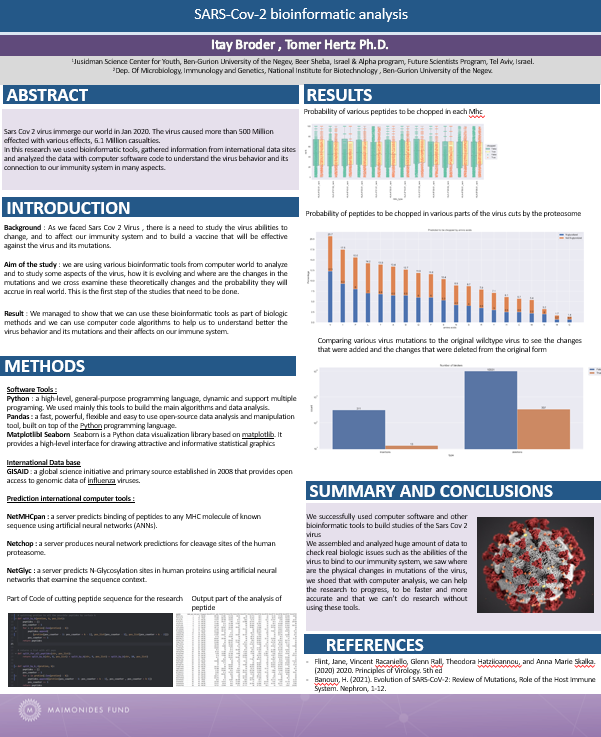 SARS-Cov-2 bioinformatic analysis
Itay Broder , Tomer Hertz Ph.D.
¹Jusidman Science Center for Youth, Ben-Gurion University of the Negev, Beer Sheba, Israel & Alpha program, Future Scientists Program, Tel Aviv, Israel.
²Dep. Of Microbiology, Immunology and Genetics, National Institute for Biotechnology , Ben-Gurion University of the Negev.
ABSTRACT
Sars Cov 2 virus immerge our world in Jan 2020. The virus caused more than 500 Million
effected with various effects, 6.1 Million casualties.
In this research we used bioinformatic tools, gathered information from international data sites
and analyzed the data with computer software code to understand the virus behavior and its
connection to our immunity system in many aspects.
INTRODUCTION
Background : As we faced Sars Cov 2 Virus , there is a need to study the virus abilities to
change, and to affect our immunity system and to build a vaccine that will be effective
against the virus and its mutations.
Aim of the study : we are using various bioinformatic tools from computer world to analyze
and to study some aspects of the virus, how it is evolving and where are the changes in the
mutations and we cross examine these theoretically changes and the probability they will
accrue in real world. This is the first step of the studies that need to be done.
Result : We managed to show that we can use these bioinformatic tools as part of biologic
methods and we can use computer code algorithms to help us to understand better the
virus behavior and its mutations and their affects on our immune system.
METHODS
Software Tools :
Python : a high-level, general-purpose programming language, dynamic and support multiple
programing. We used mainly this tools to build the main algorithms and data analysis.
Pandas : a fast, powerful, flexible and easy to use open-source data analysis and manipulation
tool, built on top of the Python programming language.
Matplotlib\ Seaborn Seaborn is a Python data visualization library based on matplotlib. It
provides a high-level interface for drawing attractive and informative statistical graphics
International Data base
GISAID : a global science initiative and primary source established in 2008 that provides open
access to genomic data of influenza viruses.
Prediction international computer tools :
NetMHCpan : a server predicts binding of peptides to any MHC molecule of known
sequence using artificial neural networks (ANNs).
Netchop : a server produces neural network predictions for cleavage sites of the human
proteasome.
NetGlyc : a server predicts N-Glycosylation sites in human proteins using artificial neural
networks that examine the sequence context.
Part of Code of cutting peptide sequence for the research
Output part of the analysis of
peptide
MAIMONIDES FUND
RESULTS
Probability of various peptides to be chopped in each Mhc
Probability of peptides to be chopped in various parts of the virus cuts by the proteosome
Comparing various virus mutations to the original wildtype virus to see the changes
that were added and the changes that were deleted from the original form
SUMMARY AND CONCLUSIONS
We successfully used computer software and other
bioinformatic tools to build studies of the Sars Cov 2
virus
We assembled and analyzed huge amount of data to
check real biologic issues such as the abilities of the
virus to bind to our immunity system, we saw where
are the physical changes in mutations of the virus,
we shoed that with computer analysis, we can help
the research to progress, to be faster and more
accurate and that we can't do research without
using these tools.
REFERENCES
Flint, Jane, Vincent Racaniello, Glenn Rall, Theodora Hatziioannou, and Anna Marie Skalka.
(2020) 2020. Principles of Virology. 5th ed
Banoun, H. (2021). Evolution of SARS-CoV-2: Review of Mutations, Role of the Host Immune
System. Nephron, 1-12.